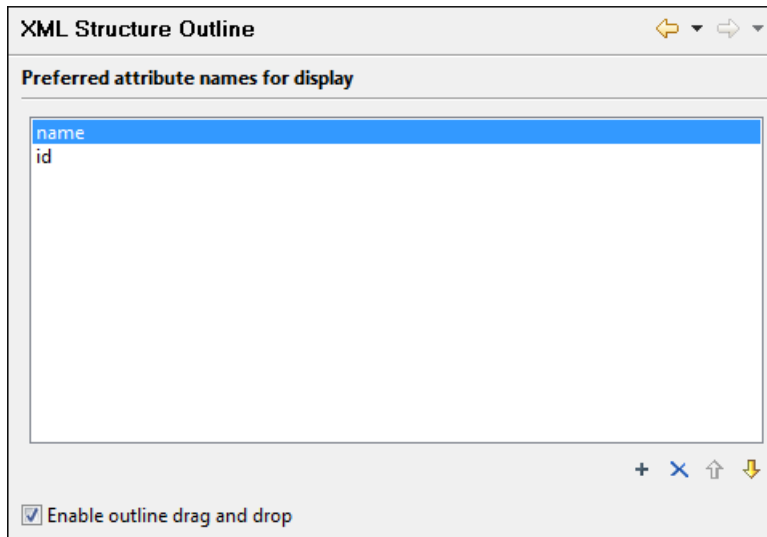 XML Structure Outline
Preferred attribute names for display
name
id
Enable outline drag and drop